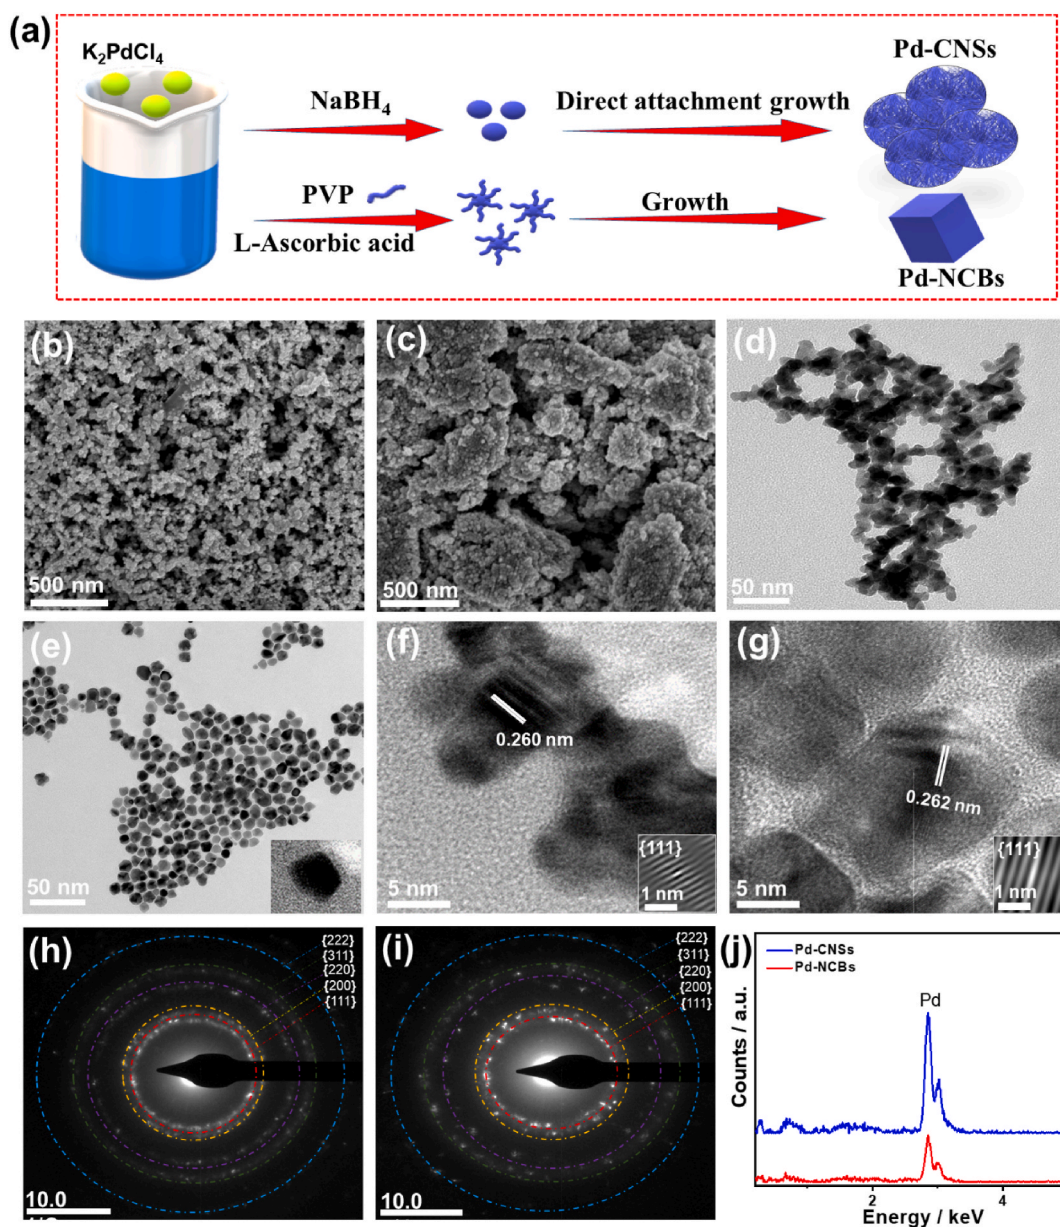 (a)
K₂PdCl₄
NaBH₄
Direct attachment growth
Pd-CNSs
PVP
L-Ascorbic acid
Growth
Pd-NCBs
(b)
500 nm
(c)
500 nm
(d)
50 nm
(e)
50 nm
(f)
0.260 nm
5 nm
{111}
1 nm
(g)
0.262 nm
5 nm
{111}
1 nm
(h)
{222}
{311}
{220}
{200}
{111}
10.0
(i)
{222}
{311}
{220}
{200}
{111}
10.0
(j)
Pd-CNSs
Pd-NCBs
Pd
Counts / a.u.
2
4
Energy / keV